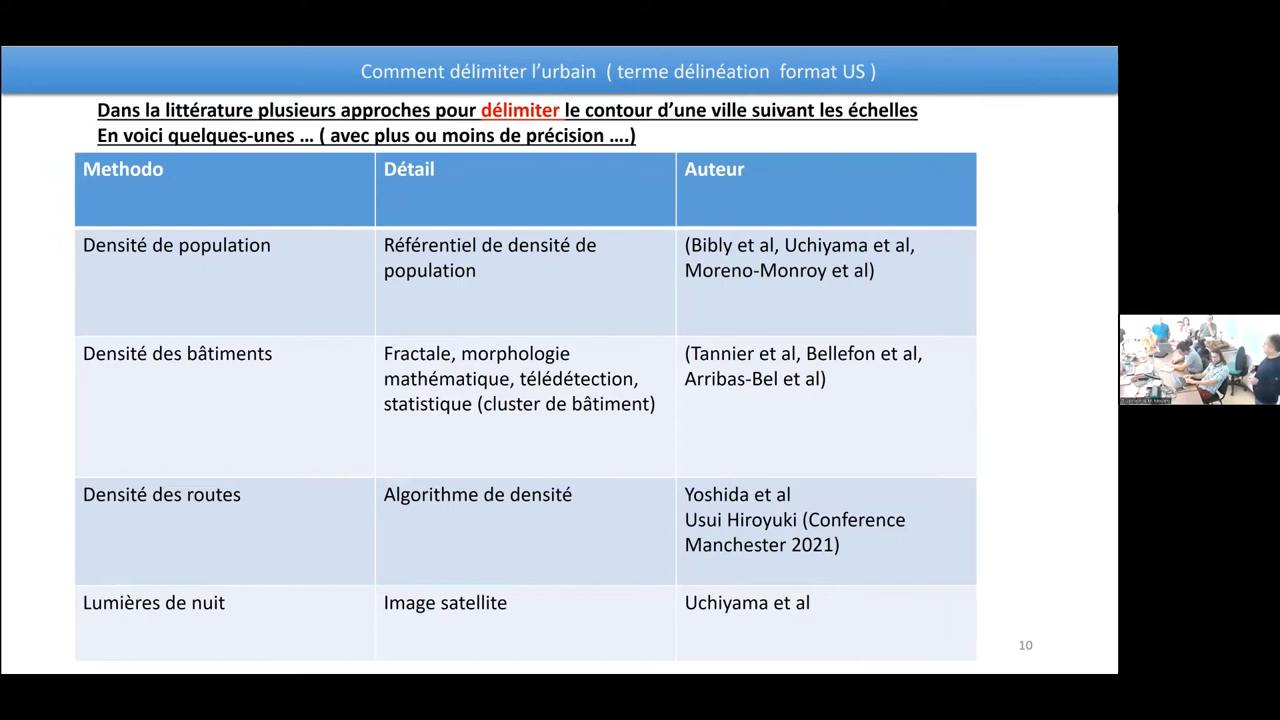 Comment délimiter l'urbain ( terme délinéation format US )
Dans la littérature plusieurs approches pour délimiter le contour d'une ville suivant les échelles
En voici quelques-unes … ( avec plus ou moins de précision ….)
Methodo
Détail
Auteur
Densité de population
Référentiel de densité de
population
(Bibly et al, Uchiyama et al,
Moreno-Monroy et al)
Densité des bâtiments
Fractale, morphologie
mathématique, télédétection,
statistique (cluster de bâtiment)
(Tannier et al, Bellefon et al,
Arribas-Bel et al)
Densité des routes
Algorithme de densité
Yoshida et al
Usui Hiroyuki (Conference
Manchester 2021)
Lumières de nuit
Image satellite
Uchiyama et al
10